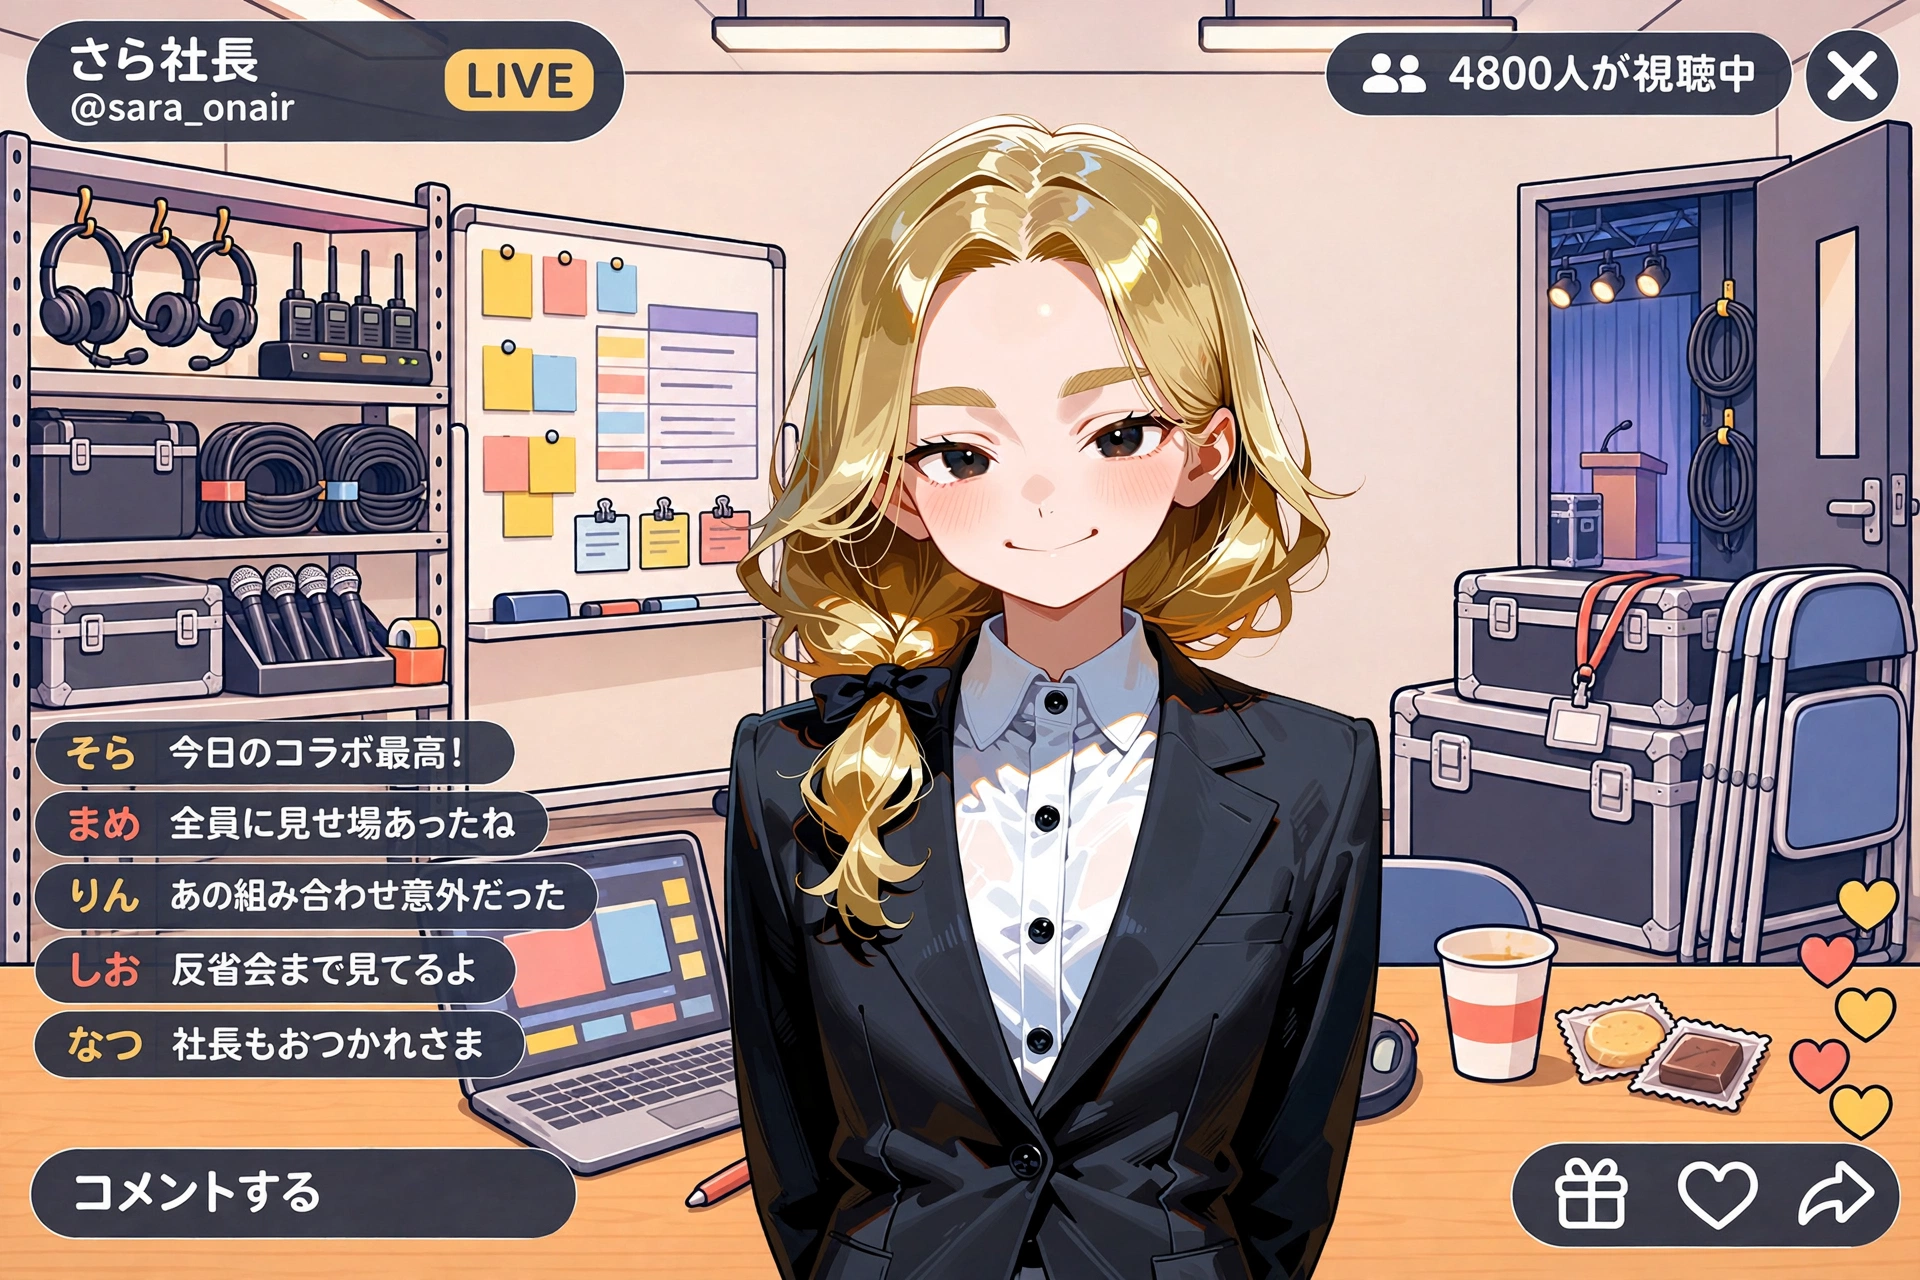 さら社長
@sara_onair
LIVE
4800人が視聴中
そら 今日のコラボ最高！
まめ 全員に見せ場あったね
りん あの組み合わせ意外だった
しお 反省会まで見てるよ
なつ 社長もおつかれさま
コメントする